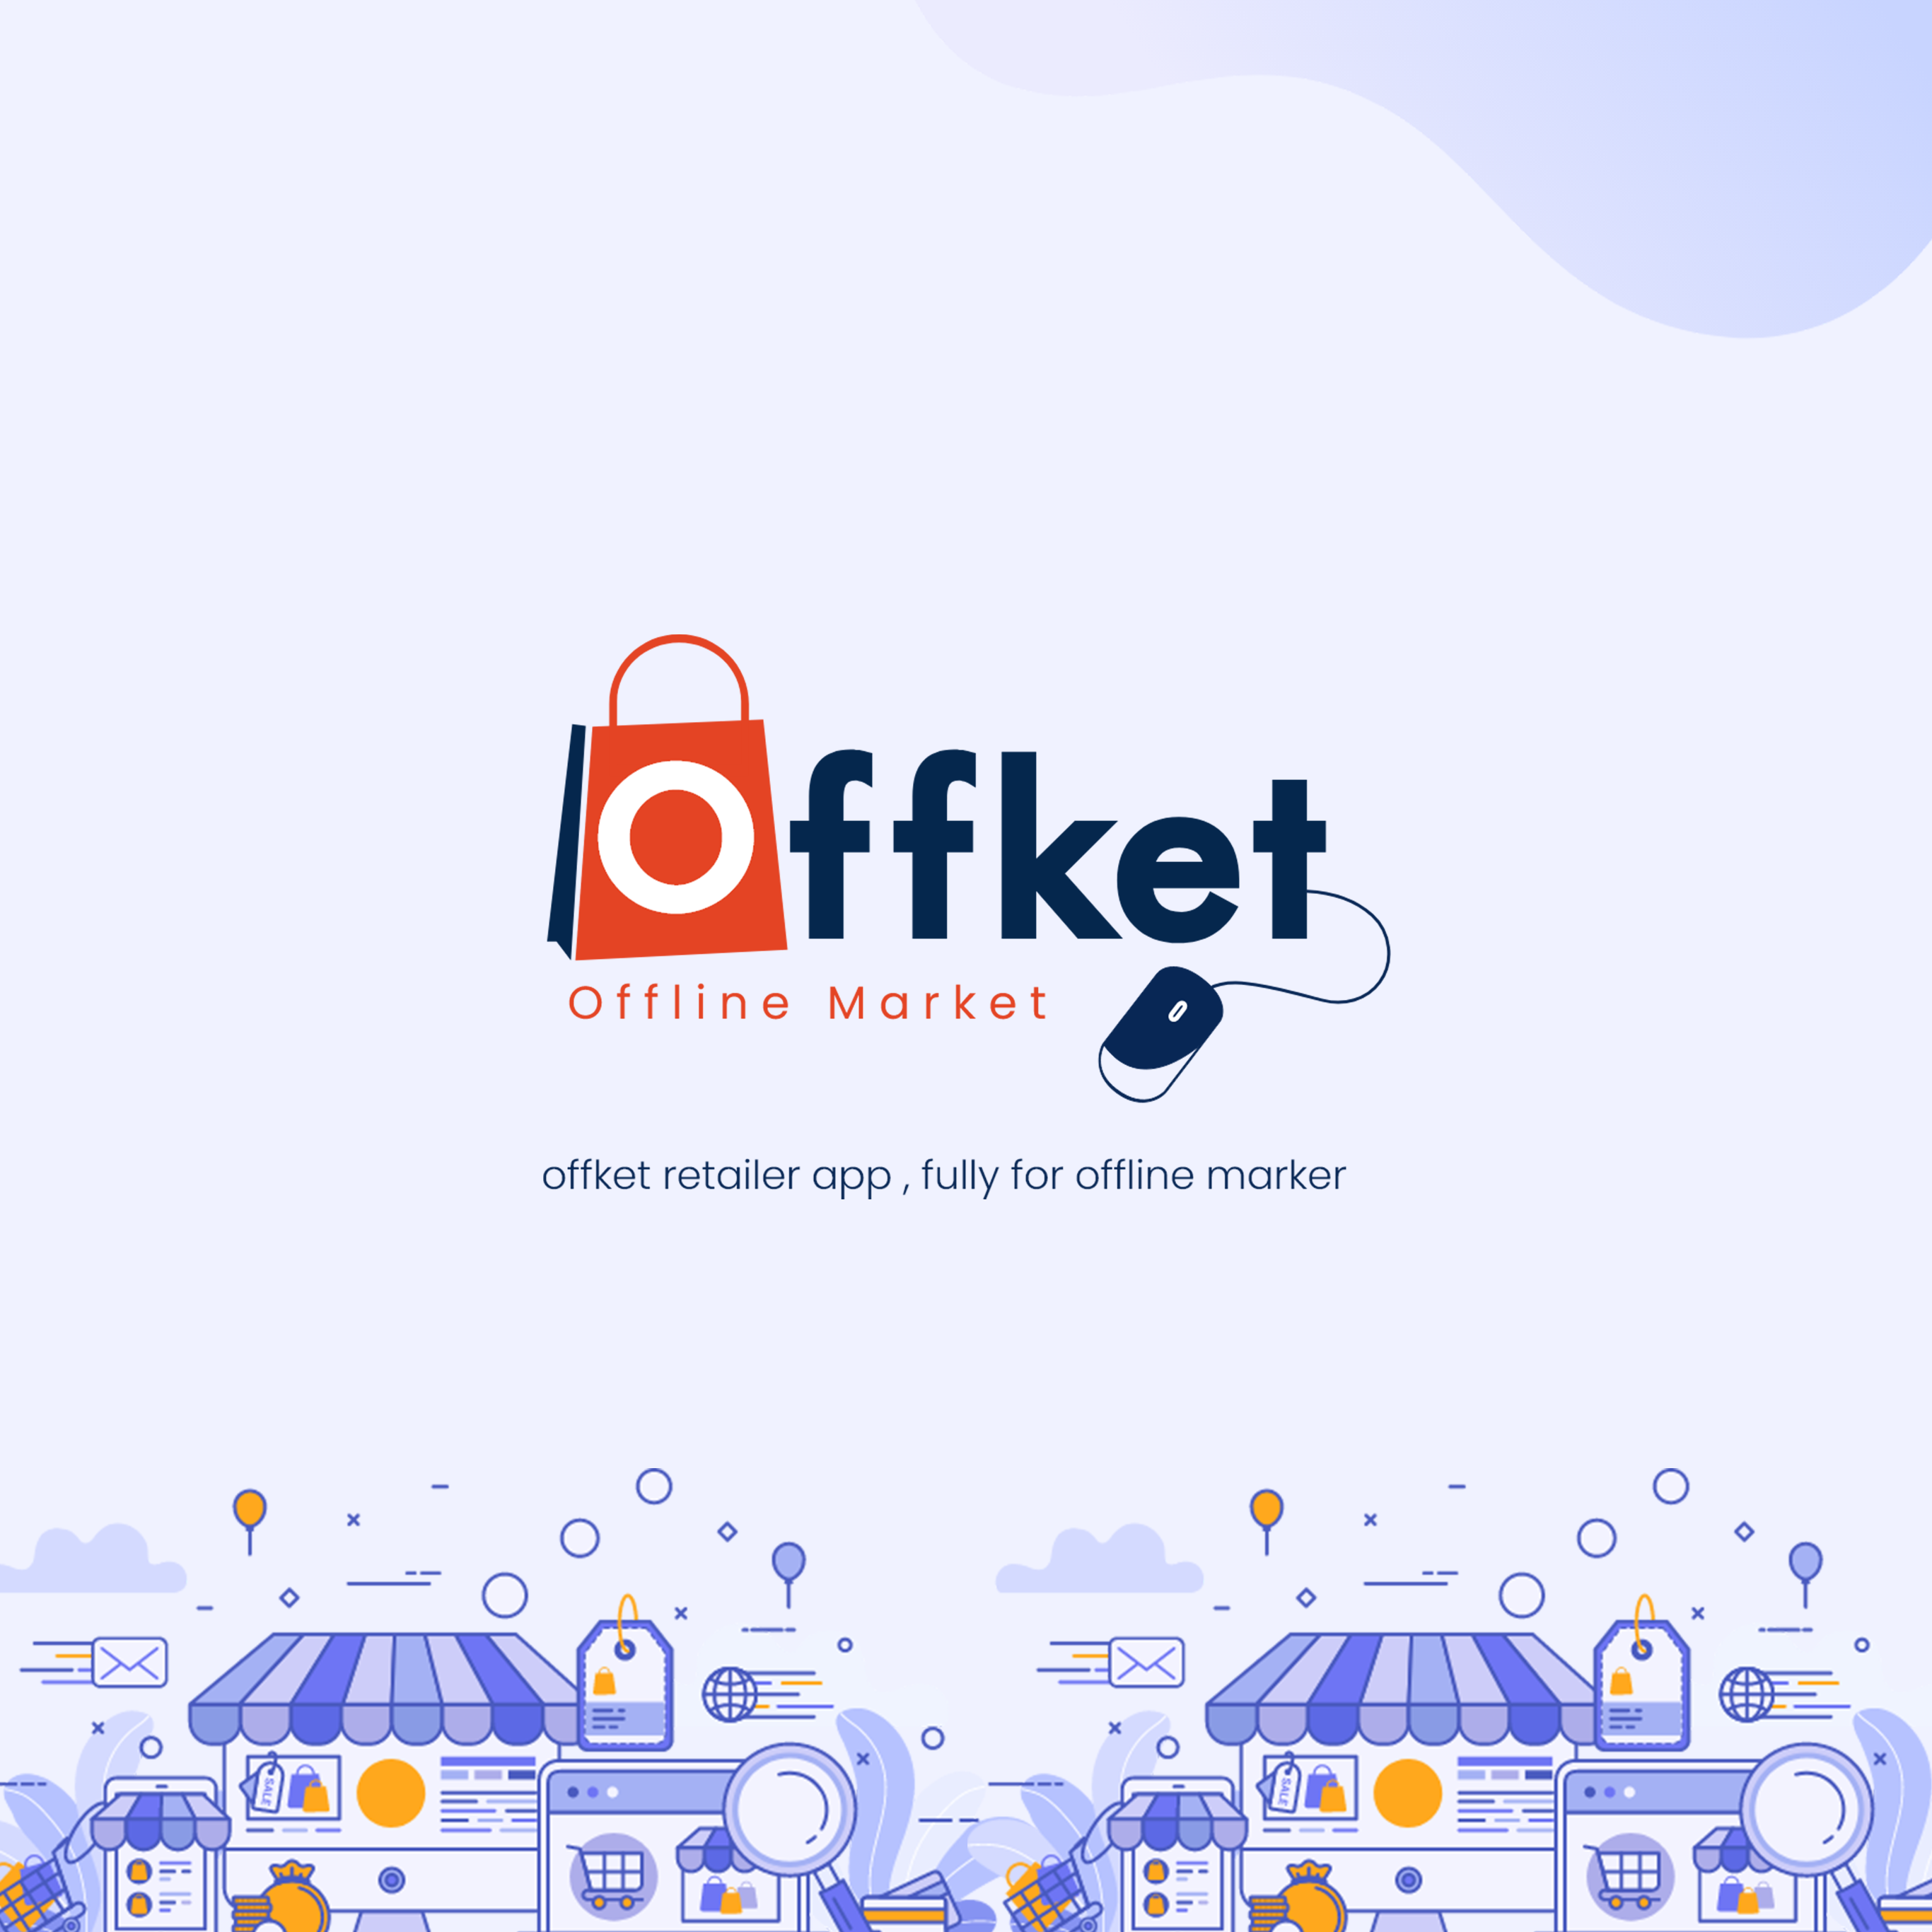 Offket
Offline Market
offket retailer app , fully for offline marker
SALE
SALE